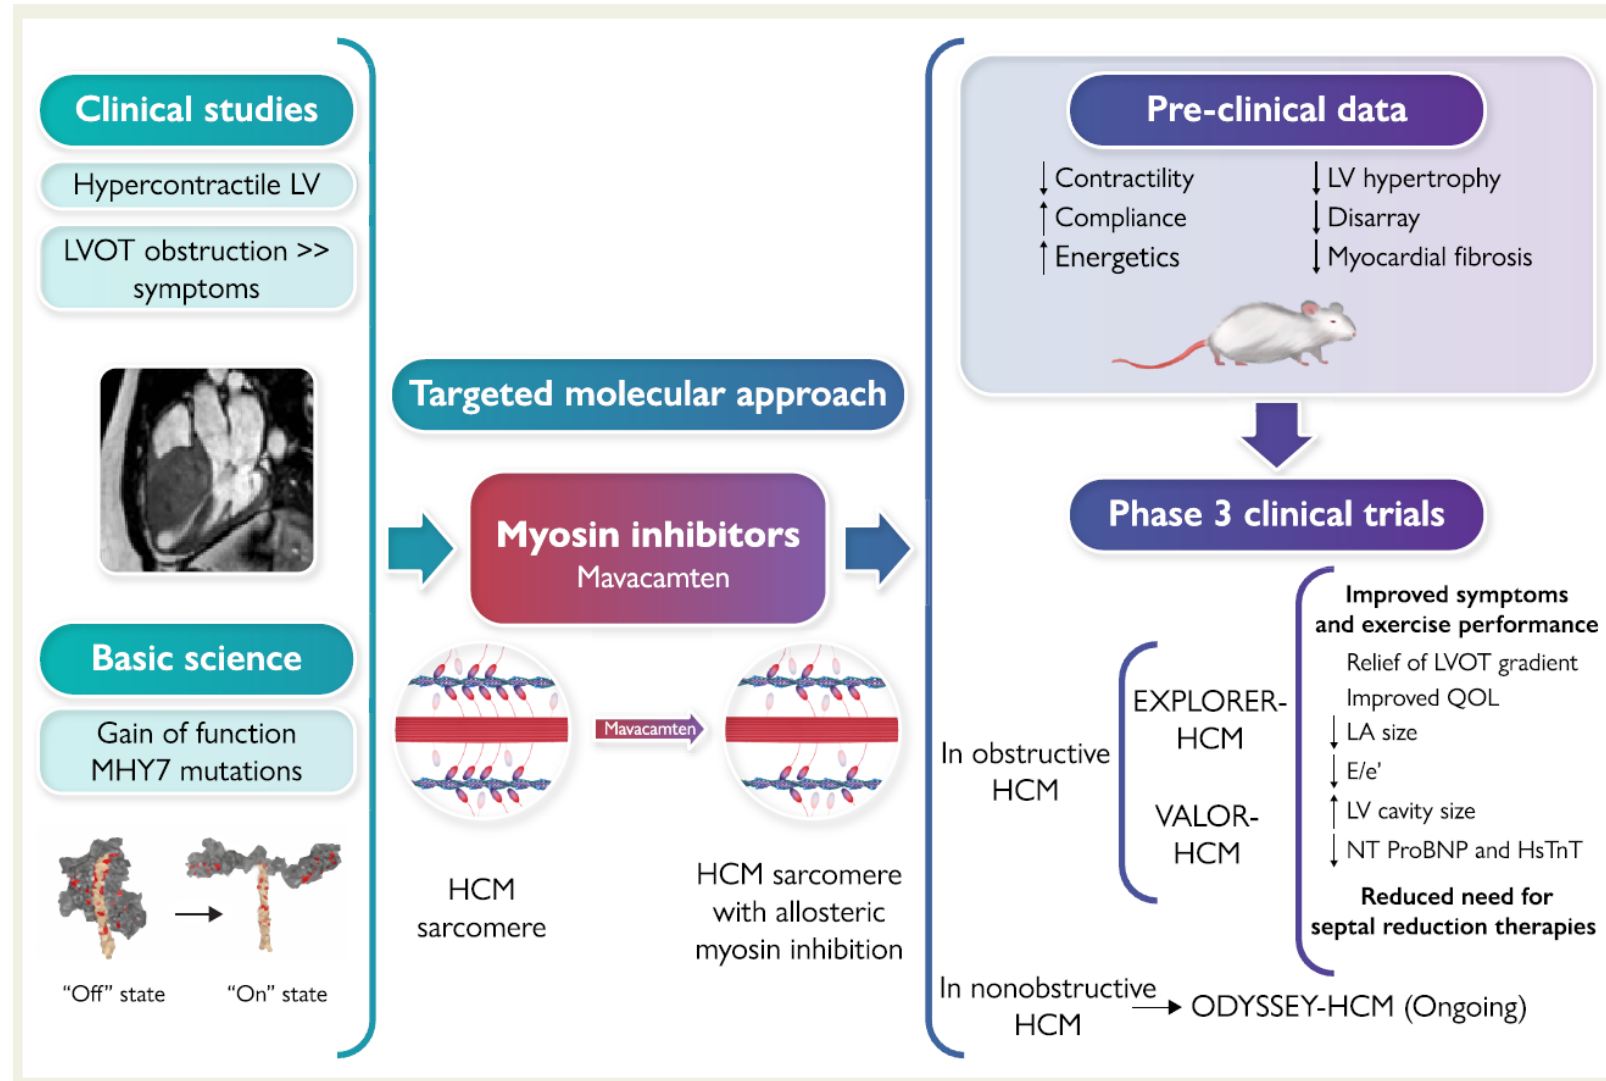 Clinical studies
Hypercontractile LV
LVOT obstruction >>
symptoms
Basic science
Gain of function
MHY7 mutations
“Off” state
“On” state
Targeted molecular approach
Myosin inhibitors
Mavacamten
Mavacamten
HCM
sarcomere
HCM sarcomere
with allosteric
myosin inhibition
Pre-clinical data
↓ Contractility
↑ Compliance
↑ Energetics
↓ LV hypertrophy
↓ Disarray
↓ Myocardial fibrosis
Phase 3 clinical trials
In obstructive
HCM
EXPLORER-
HCM
VALOR-
HCM
Improved symptoms
and exercise performance
Relief of LVOT gradient
Improved QOL
↓ LA size
↓ E/e’
↑ LV cavity size
↓ NT ProBNP and HsTnT
Reduced need for
septal reduction therapies
In nonobstructive
HCM
→ ODYSSEY-HCM (Ongoing)